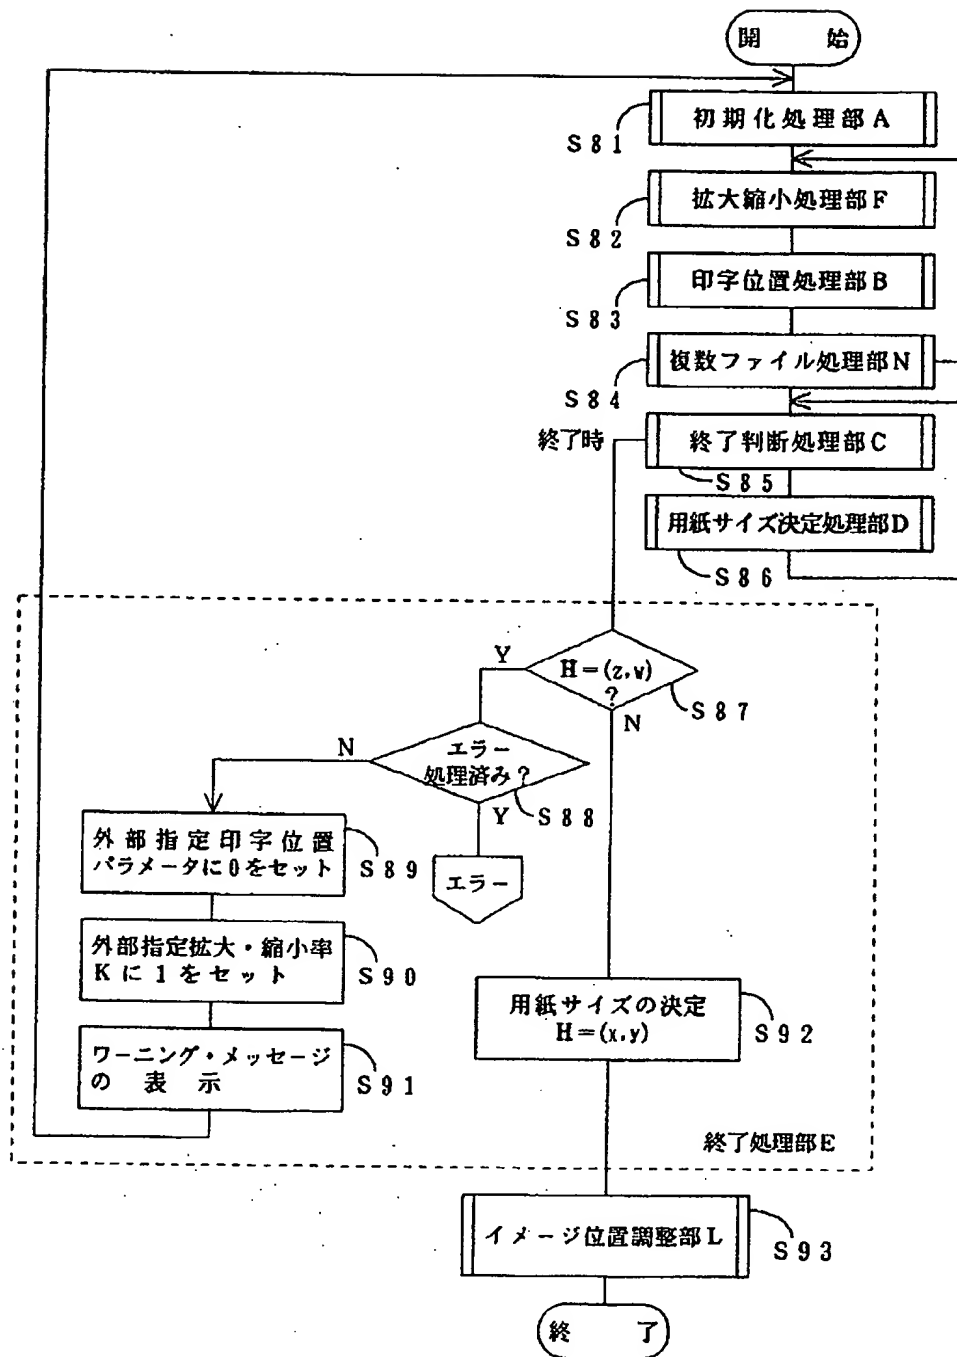 開 始
初期化処理部A
S81
拡大縮小処理部F
S82
印字位置処理部B
S83
複数ファイル処理部N
S84
終了時
終了判断処理部C
S85
用紙サイズ決定処理部D
S86
H=(z,w)
?
Y
N
S87
エラー
処理済み?
N
Y
S88
エラー
外部指定印字位置
パラメータに0をセット
S89
外部指定拡大・縮小率
Kに1をセット
S90
ワーニング・メッセージ
の表示
S91
用紙サイズの決定
H=(x,y)
S92
終了処理部E
イメージ位置調整部L
S93
終 了